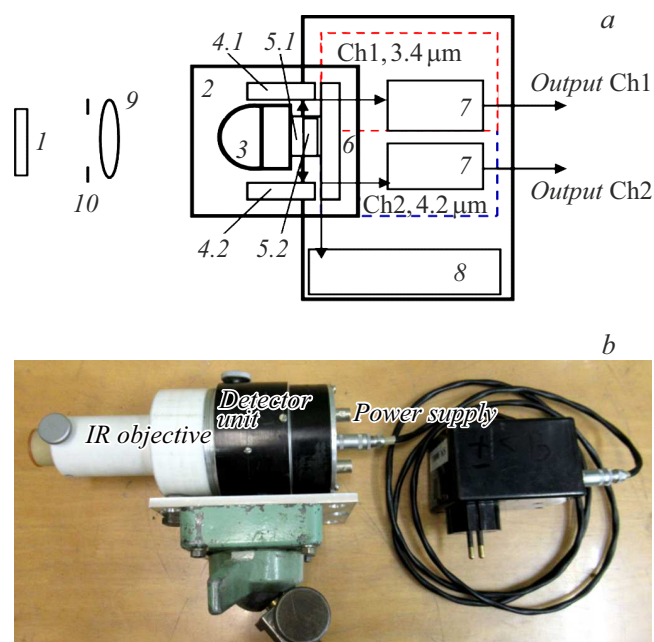 a
4.1 5.1
Ch1, 3.4 μm
2
9
7
Output Ch1
1
3
6
7
10
Output Ch2
Ch2, 4.2 μm
4.2 5.2
8
b
Detector
unit
Power supply
IR objective